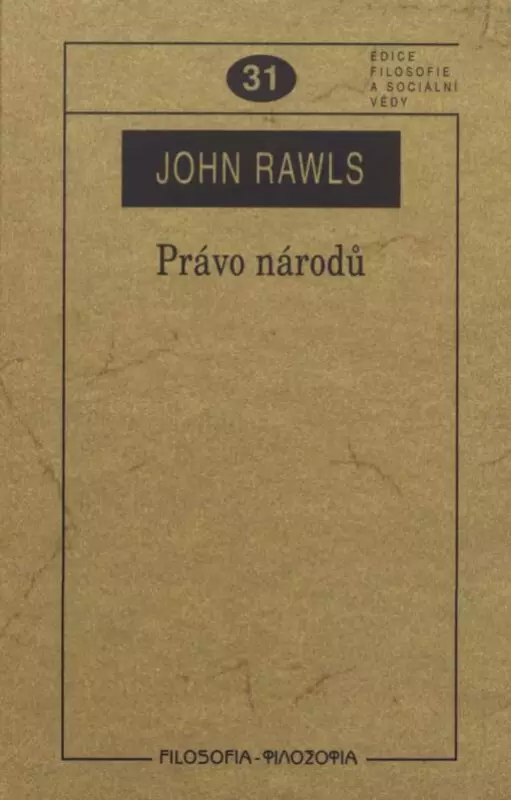 31
EDICE
FILOSOFIE
A SOCIÁLNÍ
VĚDY
JOHN RAWLS
Právo národů
FILOSOFIA-ΦΙΛΟΣΟΦΙΑ